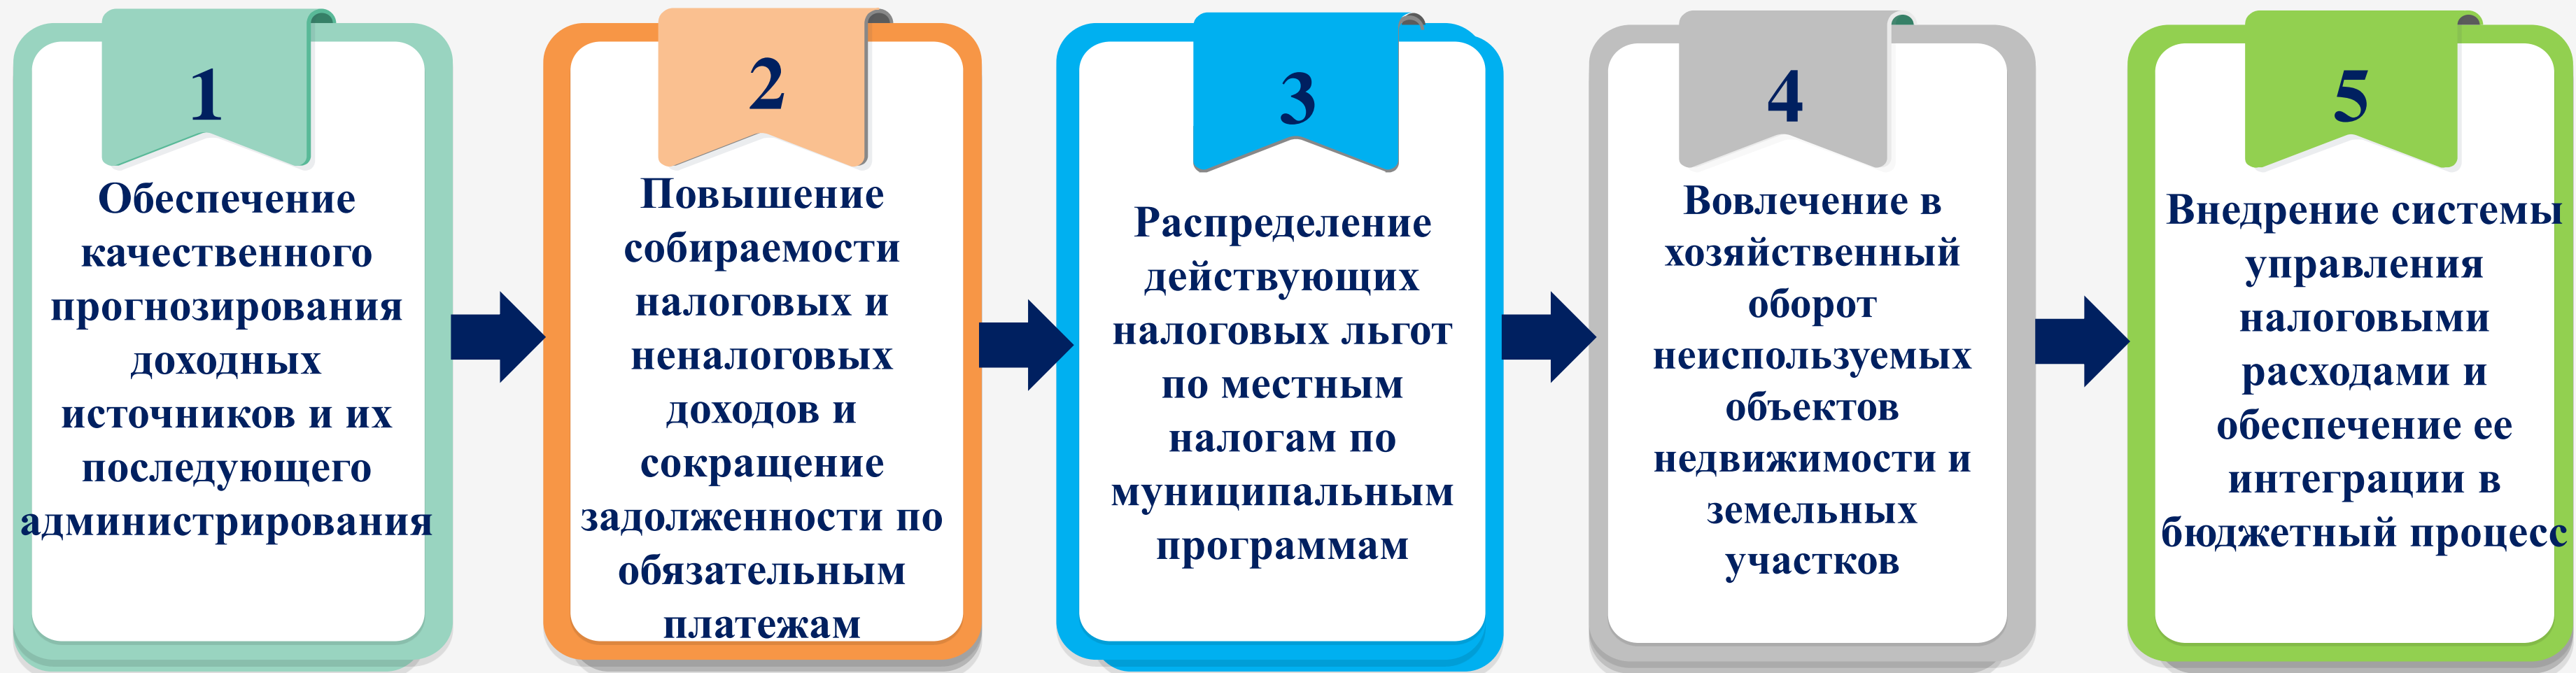 1
Обеспечение
качественного
прогнозирования
доходных
источников и их
последующего
администрирования
2
Повышение
собираемости
налоговых и
неналоговых
доходов и
сокращение
задолженности по
обязательным
платежам
3
Распределение
действующих
налоговых льгот
по местным
налогам по
муниципальным
программам
4
Вовлечение в
хозяйственный
оборот
неиспользуемых
объектов
недвижимости и
земельных
участков
5
Внедрение системы
управления
налоговыми
расходами и
обеспечение ее
интеграции в
бюджетный процесс